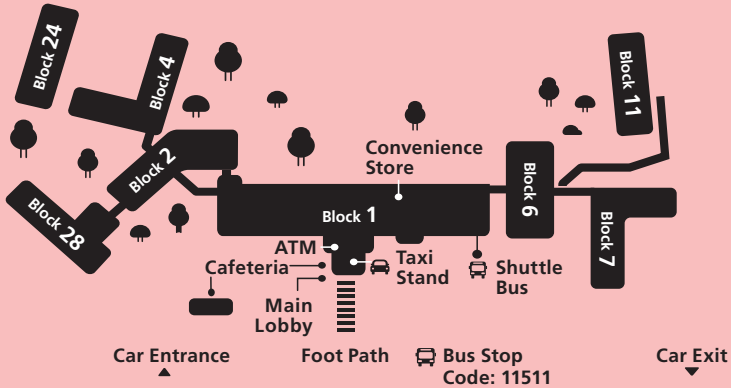 Block 24
Block 4
Block 11
Block 2
Convenience
Store
Block 6
Block 28
Block 1
Block 7
ATM
Cafeteria
Taxi
Stand
Shuttle
Bus
Main
Lobby
Car Entrance
Foot Path
Bus Stop
Code: 11511
Car Exit